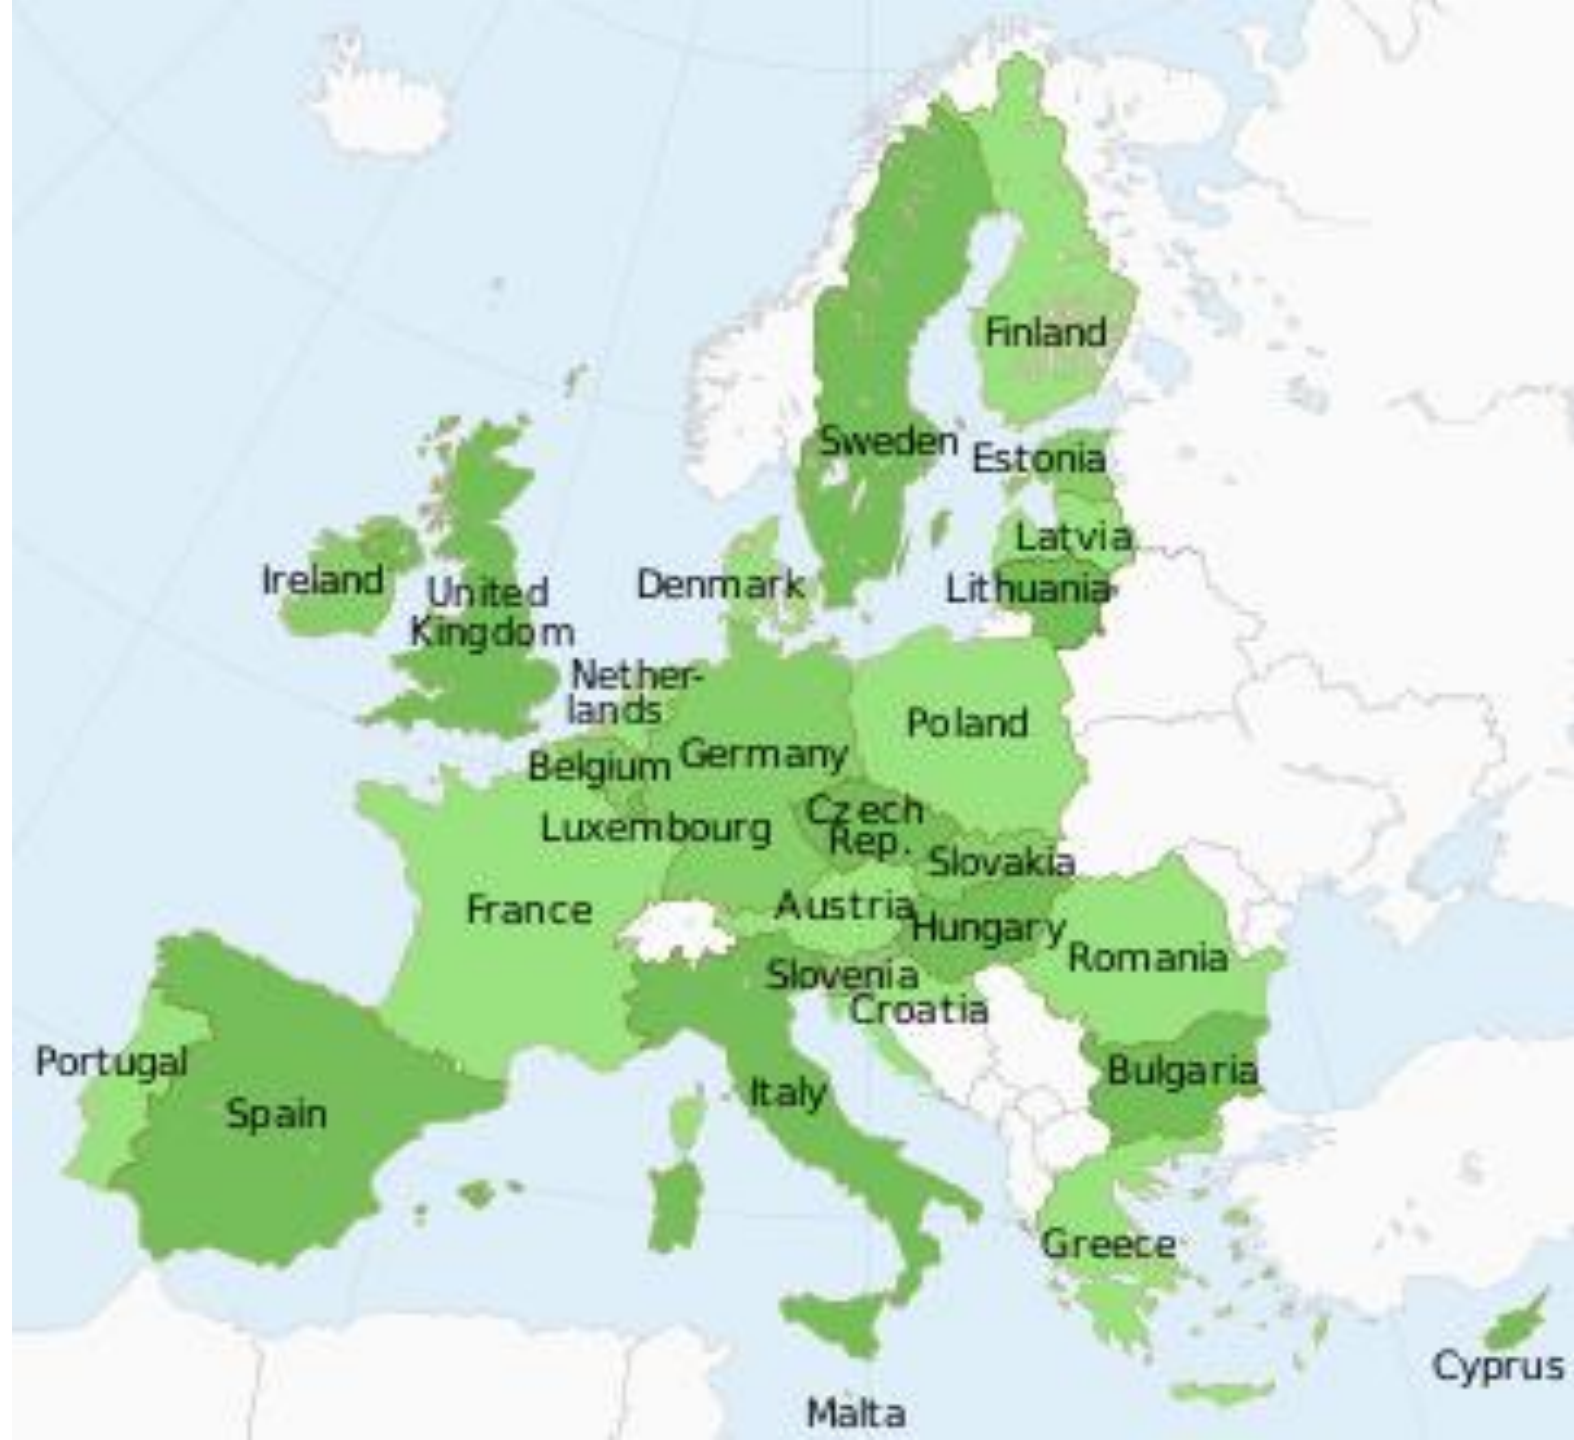 Finland
Sweden
Estonia
Latvia
Lithuania
Denmark
Ireland
United
Kingdom
Nether-
lands
Poland
Belgium
Germany
Czech
Rep.
Luxembourg
Slovakia
France
Austria
Hungary
Romania
Slovenia
Croatia
Portugal
Spain
Italy
Bulgaria
Greece
Cyprus
Malta